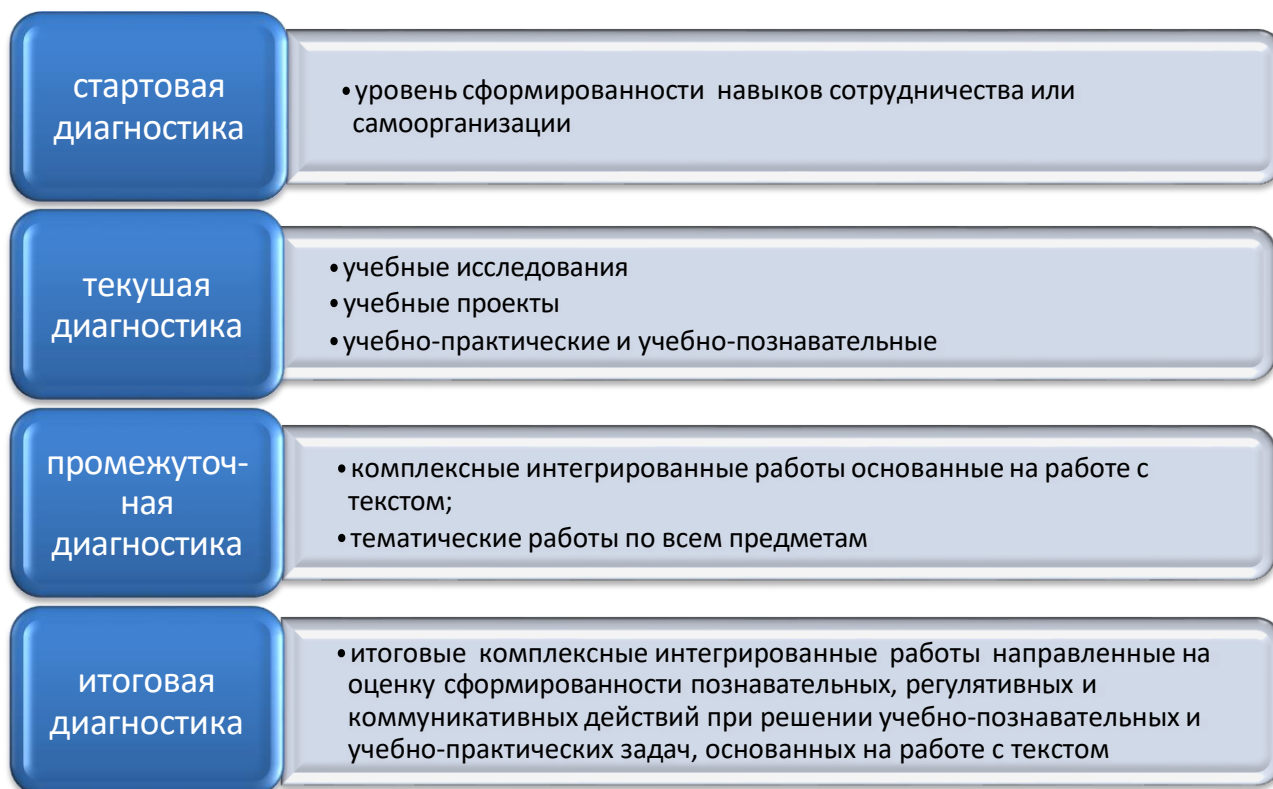 стартовая
диагностика
•уровень сформированности  навыков сотрудничества или
самоорганизации
текушая
диагностика
•учебные исследования
•учебные проекты
•учебно-практические и учебно-познавательные
промежуточ-
ная
диагностика
•комплексные интегрированные работы основанные на работе с
текстом;
•тематические работы по всем предметам
итоговая
диагностика
•итоговые  комплексные интегрированные  работы  направленные на
оценку сформированности познавательных, регулятивных и
коммуникативных действий при решении учебно-познавательных и
учебно-практических задач, основанных на работе с текстом